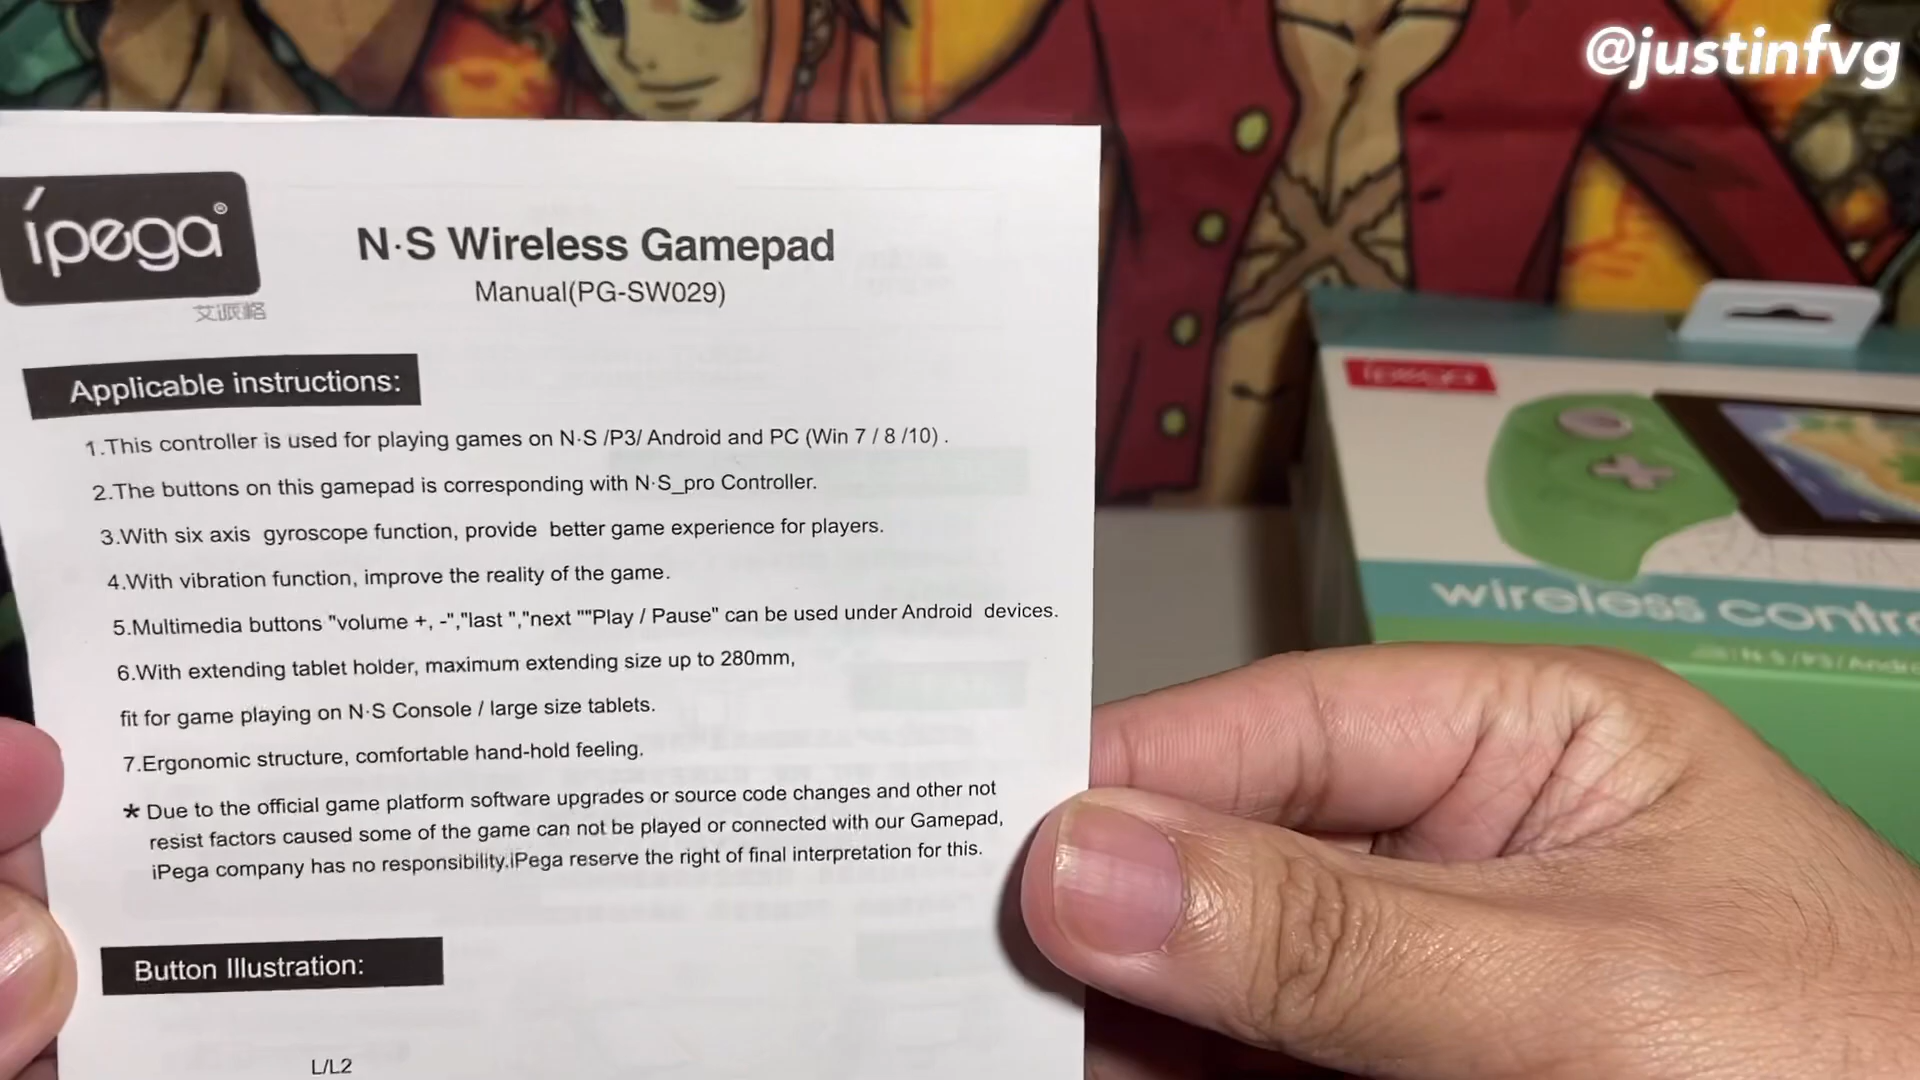 @justinfvg
ípega®
艾派格
N·S Wireless Gamepad
Manual(PG-SW029)
Applicable instructions:
1.This controller is used for playing games on N·S /P3/ Android and PC (Win 7 / 8 /10) .
2.The buttons on this gamepad is corresponding with N·S_pro Controller.
3.With six axis gyroscope function, provide better game experience for players.
4.With vibration function, improve the reality of the game.
5.Multimedia buttons "volume +, -","last ","next ""Play / Pause" can be used under Android devices.
6.With extending tablet holder, maximum extending size up to 280mm,
fit for game playing on N·S Console / large size tablets.
7.Ergonomic structure, comfortable hand-hold feeling.
* Due to the official game platform software upgrades or source code changes and other not
resist factors caused some of the game can not be played or connected with our Gamepad,
iPega company has no responsibility.iPega reserve the right of final interpretation for this.
Button Illustration:
L/L2
ípega
wireless contro
N·S /P3/Andro